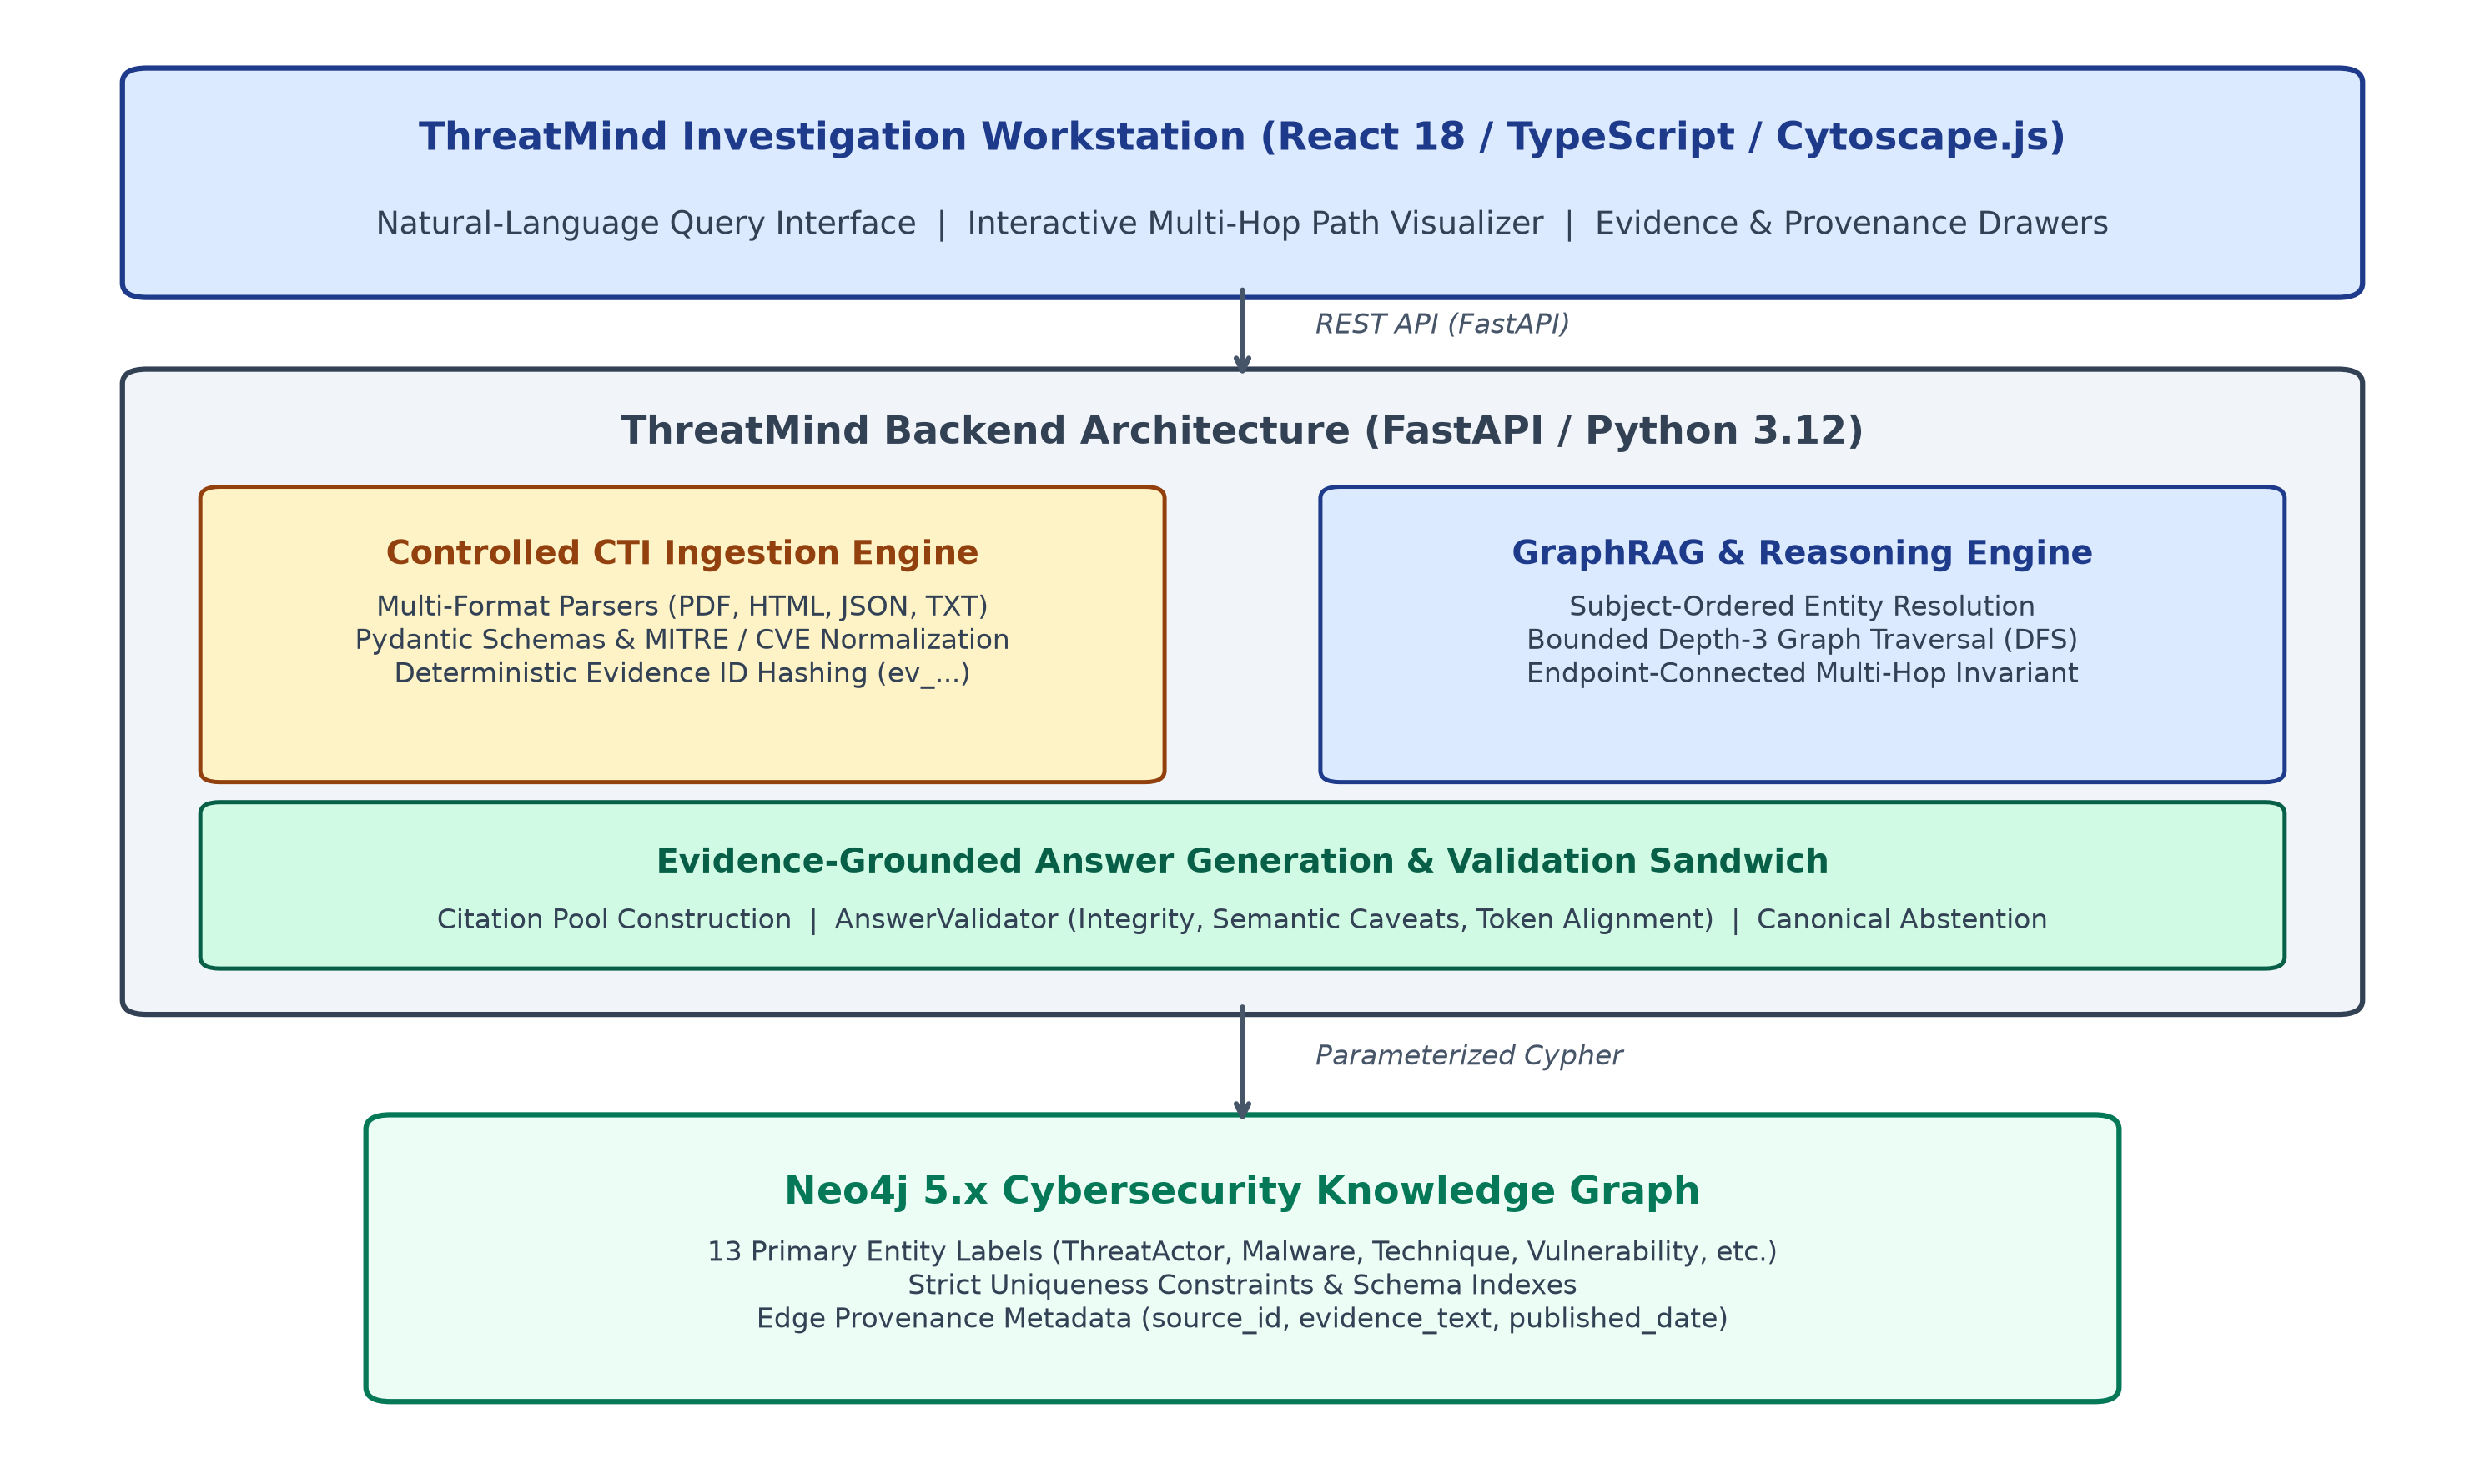 ThreatMind Investigation Workstation (React 18 / TypeScript / Cytoscape.js)
Natural-Language Query Interface | Interactive Multi-Hop Path Visualizer | Evidence & Provenance Drawers
REST API (FastAPI)
ThreatMind Backend Architecture (FastAPI / Python 3.12)
Controlled CTI Ingestion Engine
Multi-Format Parsers (PDF, HTML, JSON, TXT)
Pydantic Schemas & MITRE / CVE Normalization
Deterministic Evidence ID Hashing (ev_...)
GraphRAG & Reasoning Engine
Subject-Ordered Entity Resolution
Bounded Depth-3 Graph Traversal (DFS)
Endpoint-Connected Multi-Hop Invariant
Evidence-Grounded Answer Generation & Validation Sandwich
Citation Pool Construction | AnswerValidator (Integrity, Semantic Caveats, Token Alignment) | Canonical Abstention
Parameterized Cypher
Neo4j 5.x Cybersecurity Knowledge Graph
13 Primary Entity Labels (ThreatActor, Malware, Technique, Vulnerability, etc.)
Strict Uniqueness Constraints & Schema Indexes
Edge Provenance Metadata (source_id, evidence_text, published_date)